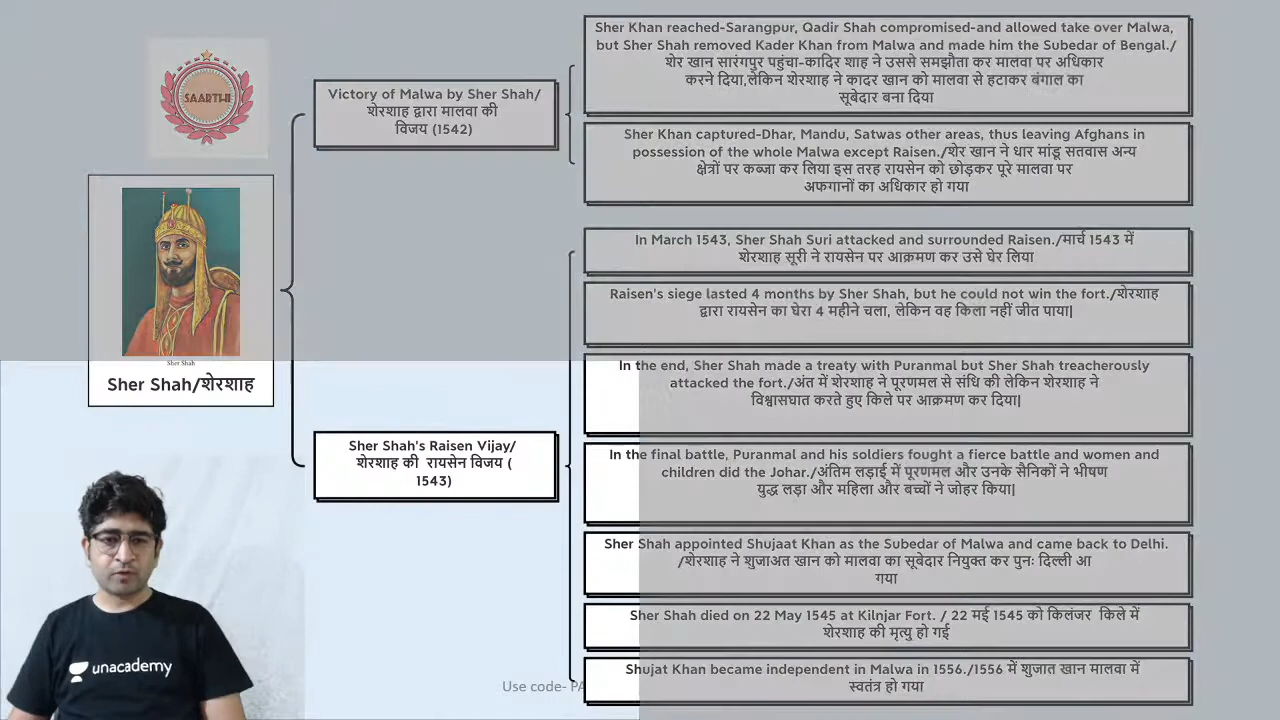 SAARTHI
Sher Shah
Sher Shah/शेरशाह
Victory of Malwa by Sher Shah/
शेरशाह द्वारा मालवा की
विजय (1542)
Sher Khan reached-Sarangpur, Qadir Shah compromised-and allowed take over Malwa,
but Sher Shah removed Kader Khan from Malwa and made him the Subedar of Bengal./
शेर खान सारंगपुर पहुंचा-कादिर शाह ने उससे समझौता कर मालवा पर अधिकार
करने दिया,लेकिन शेरशाह ने कादर खान को मालवा से हटाकर बंगाल का
सूबेदार बना दिया
Sher Khan captured-Dhar, Mandu, Satwas other areas, thus leaving Afghans in
possession of the whole Malwa except Raisen./शेर खान ने धार मांडू सतवास अन्य
क्षेत्रों पर कब्जा कर लिया इस तरह रायसेन को छोड़कर पूरे मालवा पर
अफगानों का अधिकार हो गया
Sher Shah's Raisen Vijay/
शेरशाह की रायसेन विजय (
1543)
In March 1543, Sher Shah Suri attacked and surrounded Raisen./मार्च 1543 में
शेरशाह सूरी ने रायसेन पर आक्रमण कर उसे घेर लिया
Raisen's siege lasted 4 months by Sher Shah, but he could not win the fort./शेरशाह
द्वारा रायसेन का घेरा 4 महीने चला, लेकिन वह किला नहीं जीत पाया|
In the end, Sher Shah made a treaty with Puranmal but Sher Shah treacherously
attacked the fort./अंत में शेरशाह ने पूरणमल से संधि की लेकिन शेरशाह ने
विश्वासघात करते हुए किले पर आक्रमण कर दिया|
In the final battle, Puranmal and his soldiers fought a fierce battle and women and
children did the Johar./अंतिम लड़ाई में पूरणमल और उनके सैनिकों ने भीषण
युद्ध लड़ा और महिला और बच्चों ने जोहर किया|
Sher Shah appointed Shujaat Khan as the Subedar of Malwa and came back to Delhi.
/शेरशाह ने शुजाअत खान को मालवा का सूबेदार नियुक्त कर पुनः दिल्ली आ
गया
Sher Shah died on 22 May 1545 at Kilnjar Fort. / 22 मई 1545 को किलंजर किले में
शेरशाह की मृत्यु हो गई
Shujat Khan became independent in Malwa in 1556./1556 में शुजात खान मालवा में
स्वतंत्र हो गया
unacademy
Use code- PA